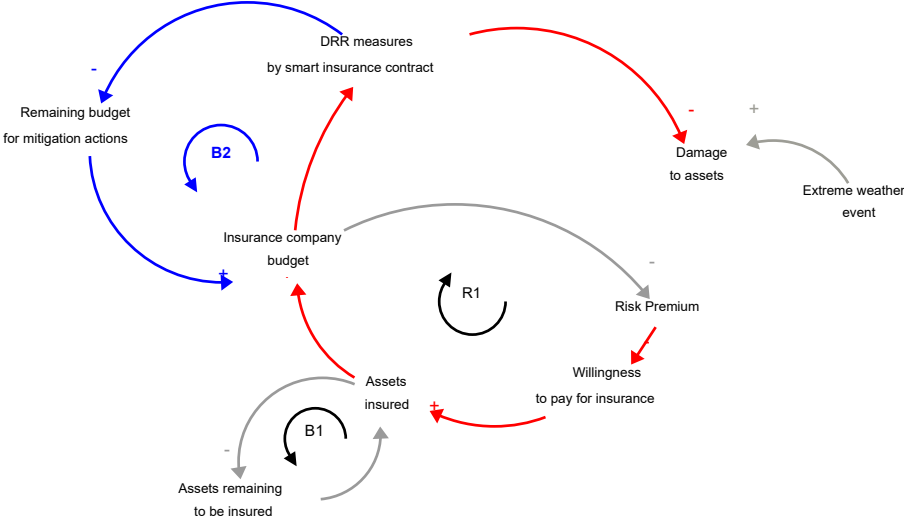 DRR measures
by smart insurance contract
-
Remaining budget
for mitigation actions
-
+
Damage
to assets
B2
Extreme weather
event
Insurance company
budget
+
-
R1
Risk Premium
-
Willingness
to pay for insurance
Assets
insured
+
B1
-
Assets remaining
to be insured